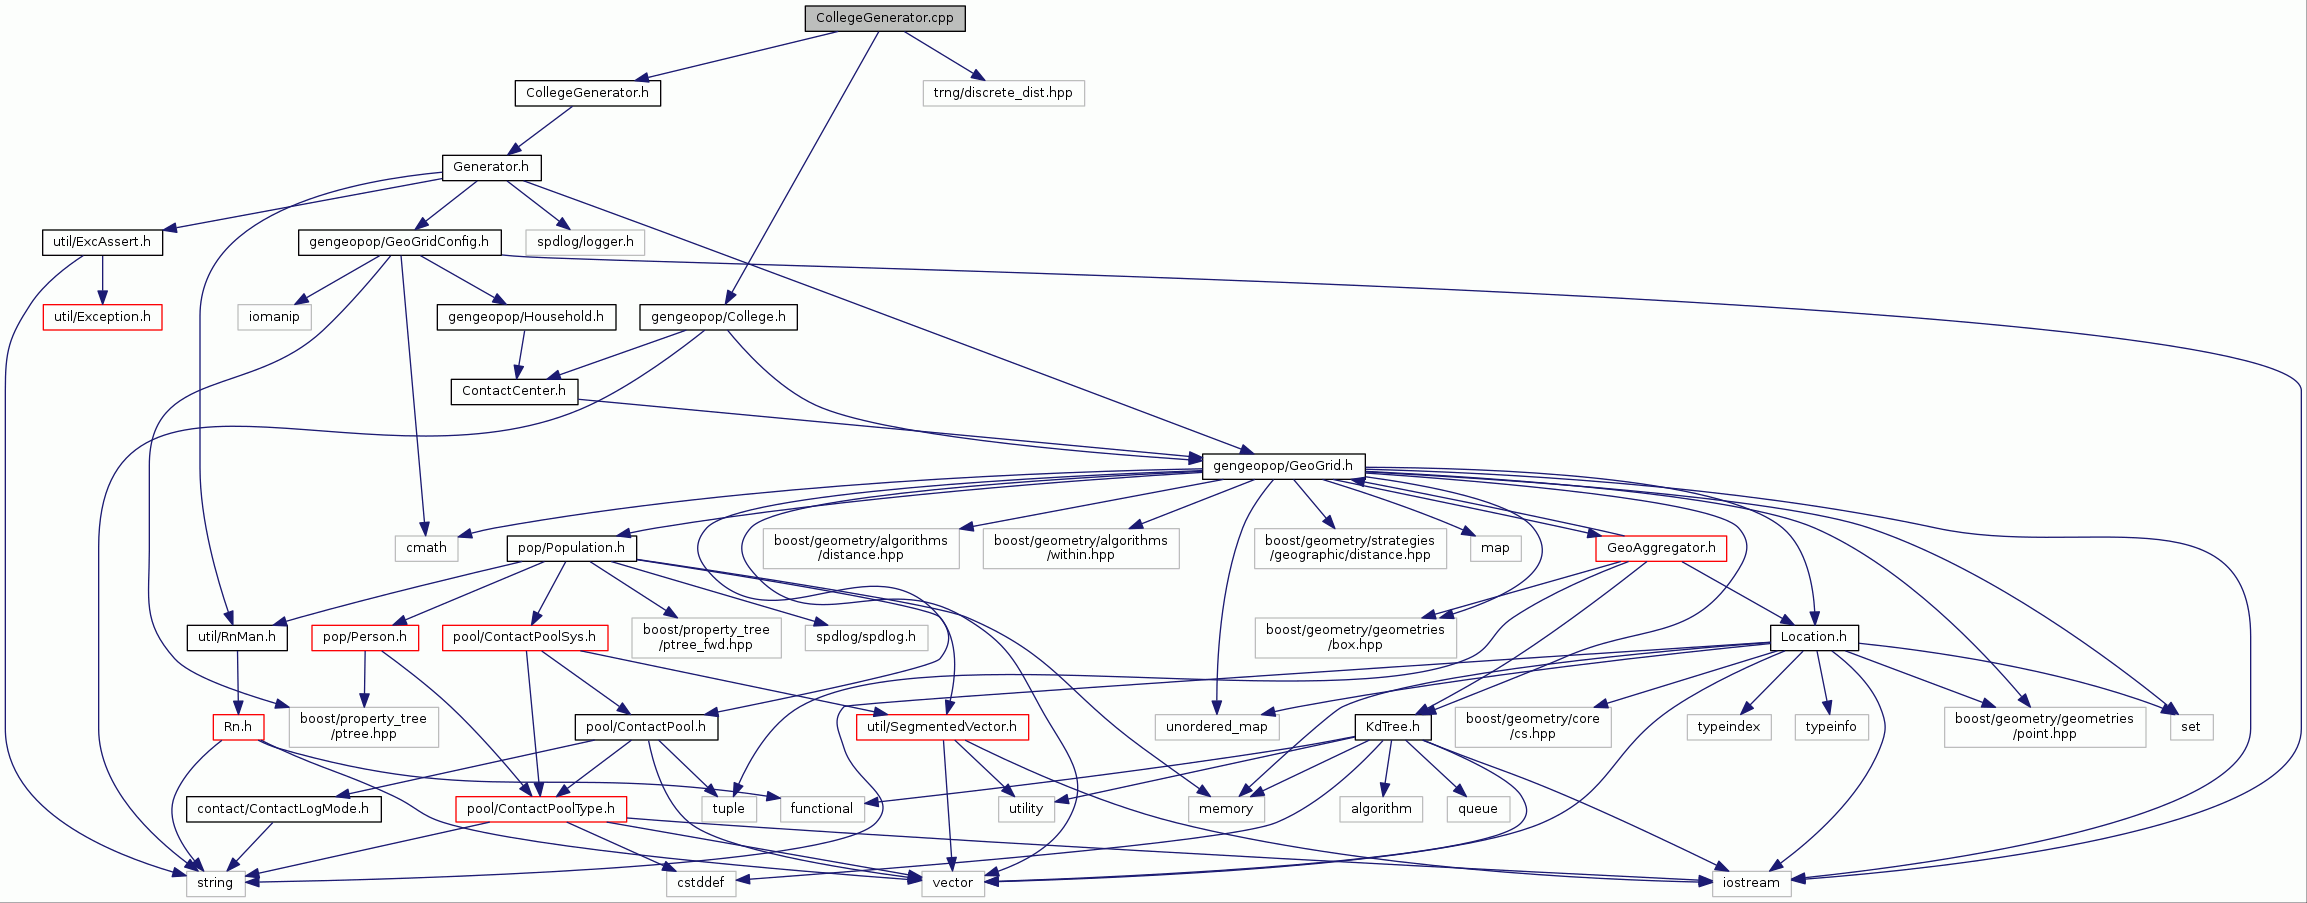 CollegeGenerator.cpp
CollegeGenerator.h
trng/discrete_dist.hpp
Generator.h
util/ExcAssert.h
gengeopop/GeoGridConfig.h
spdlog/logger.h
util/Exception.h
iomanip
gengeopop/Household.h
gengeopop/College.h
ContactCenter.h
gengeopop/GeoGrid.h
cmath
pop/Population.h
boost/geometry/algorithms
/distance.hpp
boost/geometry/algorithms
/within.hpp
boost/geometry/strategies
/geographic/distance.hpp
map
GeoAggregator.h
util/RnMan.h
pop/Person.h
pool/ContactPoolSys.h
boost/property_tree
/ptree_fwd.hpp
spdlog/spdlog.h
boost/geometry/geometries
/box.hpp
Location.h
Rn.h
boost/property_tree
/ptree.hpp
pool/ContactPool.h
util/SegmentedVector.h
unordered_map
KdTree.h
boost/geometry/core
/cs.hpp
typeindex
typeinfo
boost/geometry/geometries
/point.hpp
set
contact/ContactLogMode.h
pool/ContactPoolType.h
tuple
functional
utility
memory
algorithm
queue
string
cstddef
vector
iostream